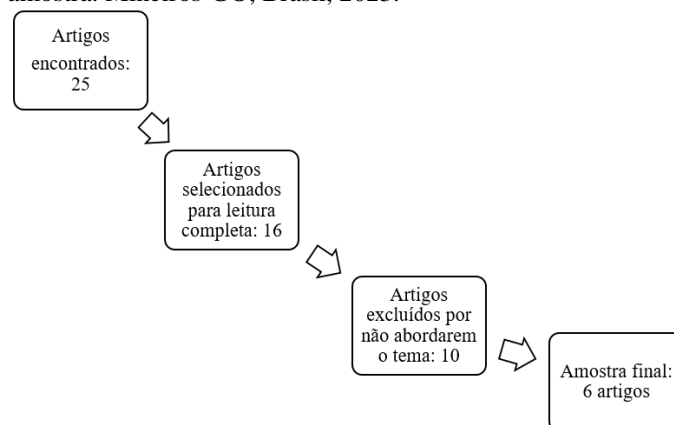 Artigos
encontrados:
25
Artigos
selecionados
para leitura
completa: 16
Artigos
excluídos por
não abordarem
o tema: 10
Amostra final:
6 artigos